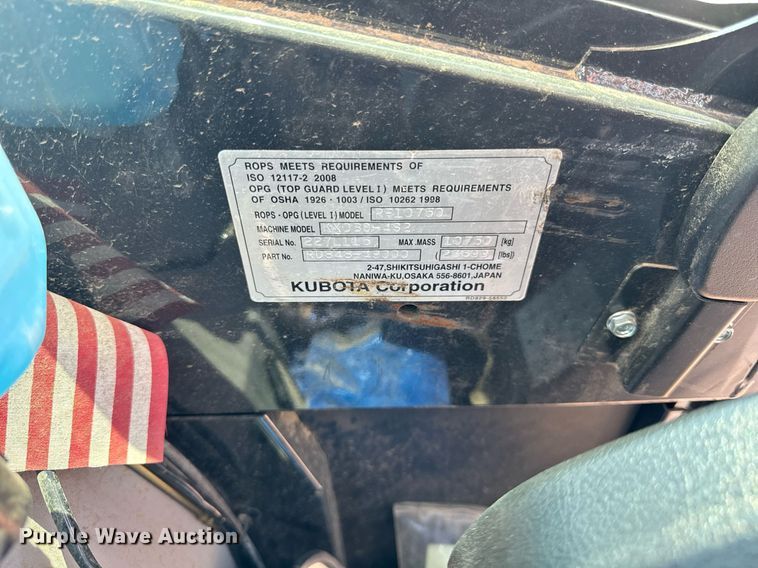 ROPS MEETS REQUIREMENTS OF
ISO 12117-2 2008
OPG (TOP GUARD LEVEL I) MEETS REQUIREMENTS
OF OSHA 1926 · 1003 / ISO 10262 1998
ROPS · OPG (LEVEL I) MODEL
MACHINE MODEL
SERIAL No. MAX. MASS 10750 [kg]
PART No. [lbs]
2-47, SHIKITSUHIGASHI 1-CHOME
NANIWA-KU, OSAKA 556-8601, JAPAN
KUBOTA Corporation
Purple Wave Auction